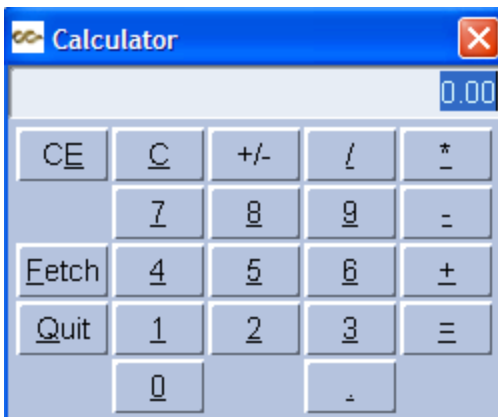 Calculator
0.00
CE C +/- / *
7 8 9 -
Fetch 4 5 6 +
Quit 1 2 3 =
0 .